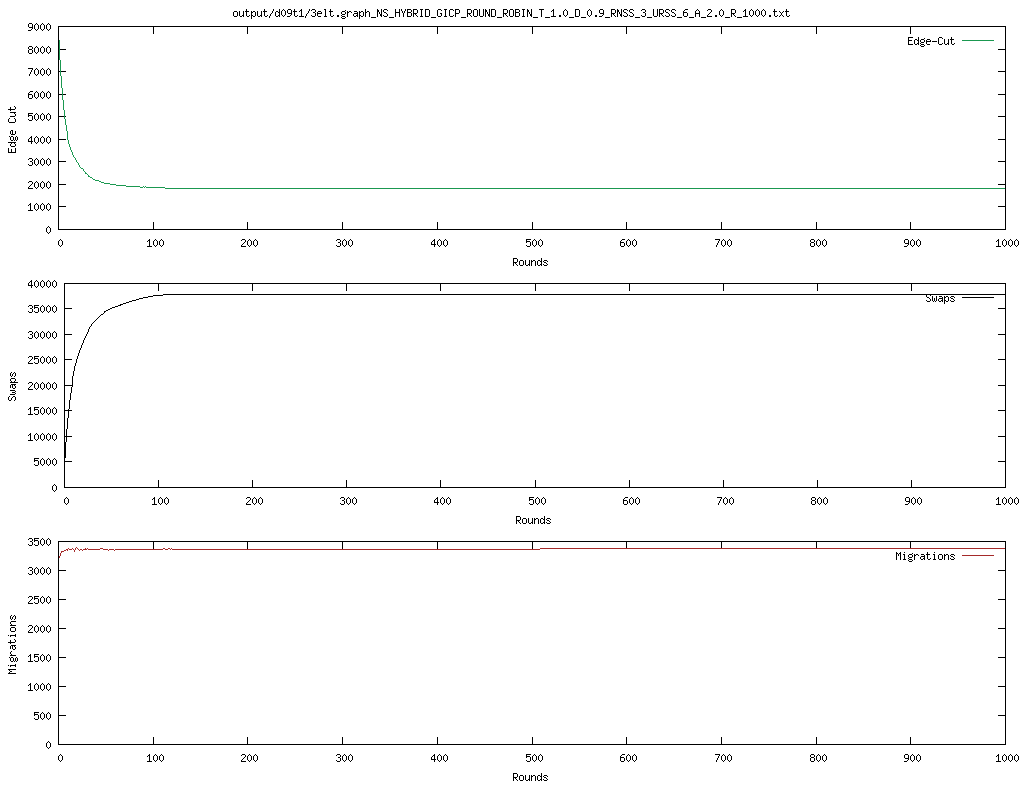 output/d09t1/3elt.graph_NS_HYBRID_GICP_ROUND_ROBIN_T_1.0_D_0.9_RNSS_3_URSS_6_A_2.0_R_1000.txt
9000
8000
7000
6000
5000
4000
3000
2000
1000
0
Edge Cut
Edge-Cut
0 100 200 300 400 500 600 700 800 900 1000
Rounds
40000
35000
30000
25000
20000
15000
10000
5000
0
Swaps
Swaps
0 100 200 300 400 500 600 700 800 900 1000
Rounds
3500
3000
2500
2000
1500
1000
500
0
Migrations
Migrations
0 100 200 300 400 500 600 700 800 900 1000
Rounds